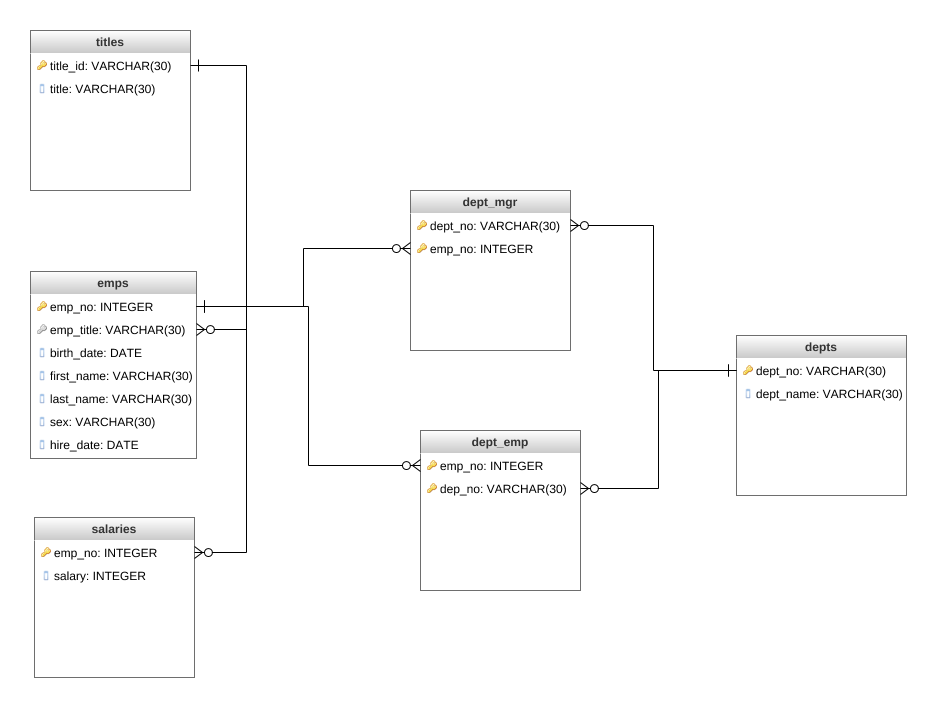 titles
title_id: VARCHAR(30)
title: VARCHAR(30)
emps
emp_no: INTEGER
emp_title: VARCHAR(30)
birth_date: DATE
first_name: VARCHAR(30)
last_name: VARCHAR(30)
sex: VARCHAR(30)
hire_date: DATE
salaries
emp_no: INTEGER
salary: INTEGER
dept_mgr
dept_no: VARCHAR(30)
emp_no: INTEGER
dept_emp
emp_no: INTEGER
dep_no: VARCHAR(30)
depts
dept_no: VARCHAR(30)
dept_name: VARCHAR(30)